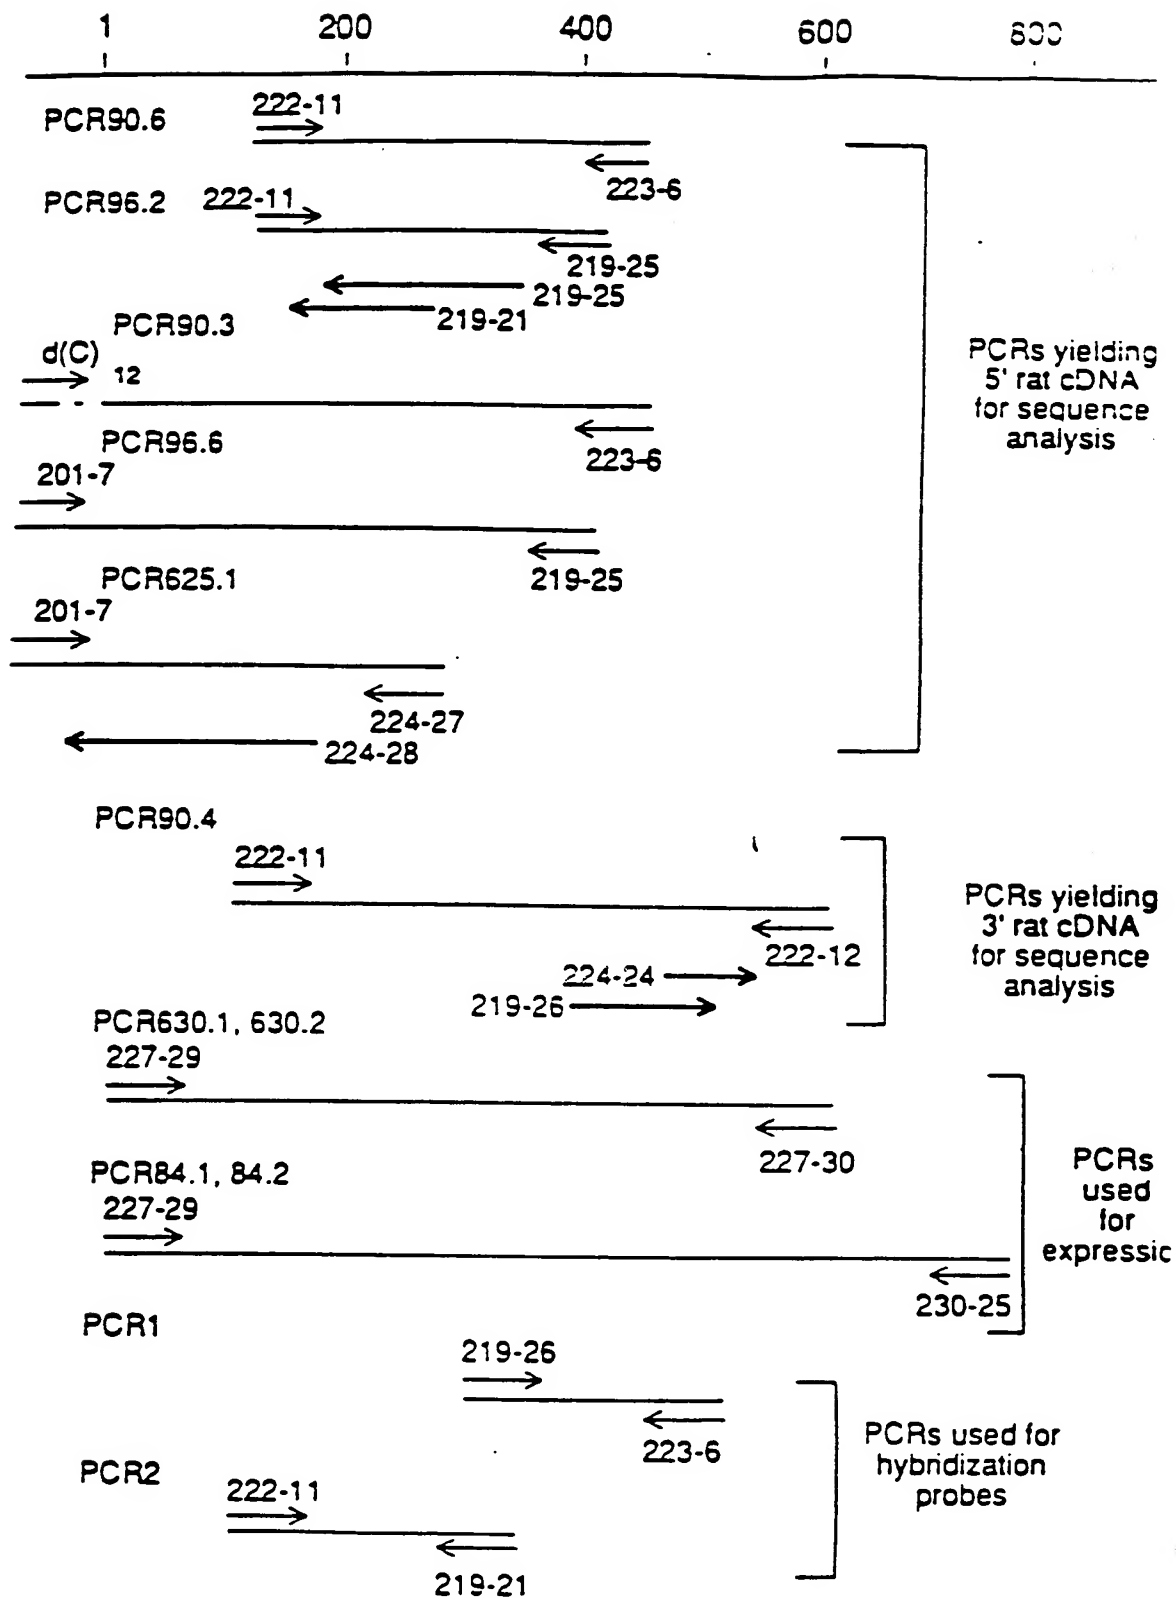 1 200 400 600 800
PCR90.6
222-11
223-6
PCR96.2
222-11
219-25
219-25
219-21
PCR90.3
d(C)
12
223-6
PCR96.6
201-7
219-25
PCR625.1
201-7
224-27
224-28
PCRs yielding
5' rat cDNA
for sequence
analysis
PCR90.4
222-11
222-12
224-24
219-26
PCRs yielding
3' rat cDNA
for sequence
analysis
PCR630.1, 630.2
227-29
227-30
PCR84.1, 84.2
227-29
230-25
PCRs
used
for
expressic
PCR1
219-26
223-6
PCR2
222-11
219-21
PCRs used for
hybridization
probes